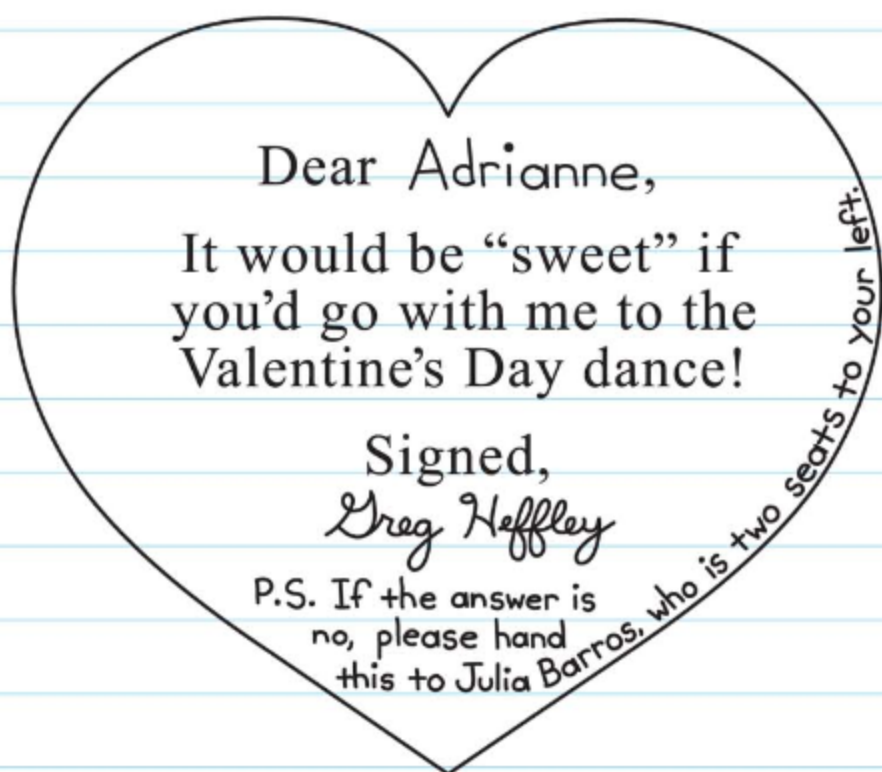 Dear Adrianne,
It would be “sweet” if
you’d go with me to the
Valentine’s Day dance!
Signed,
Greg Heffley
P.S. If the answer is
no, please hand
this to Julia Barros, who is two seats to your left.